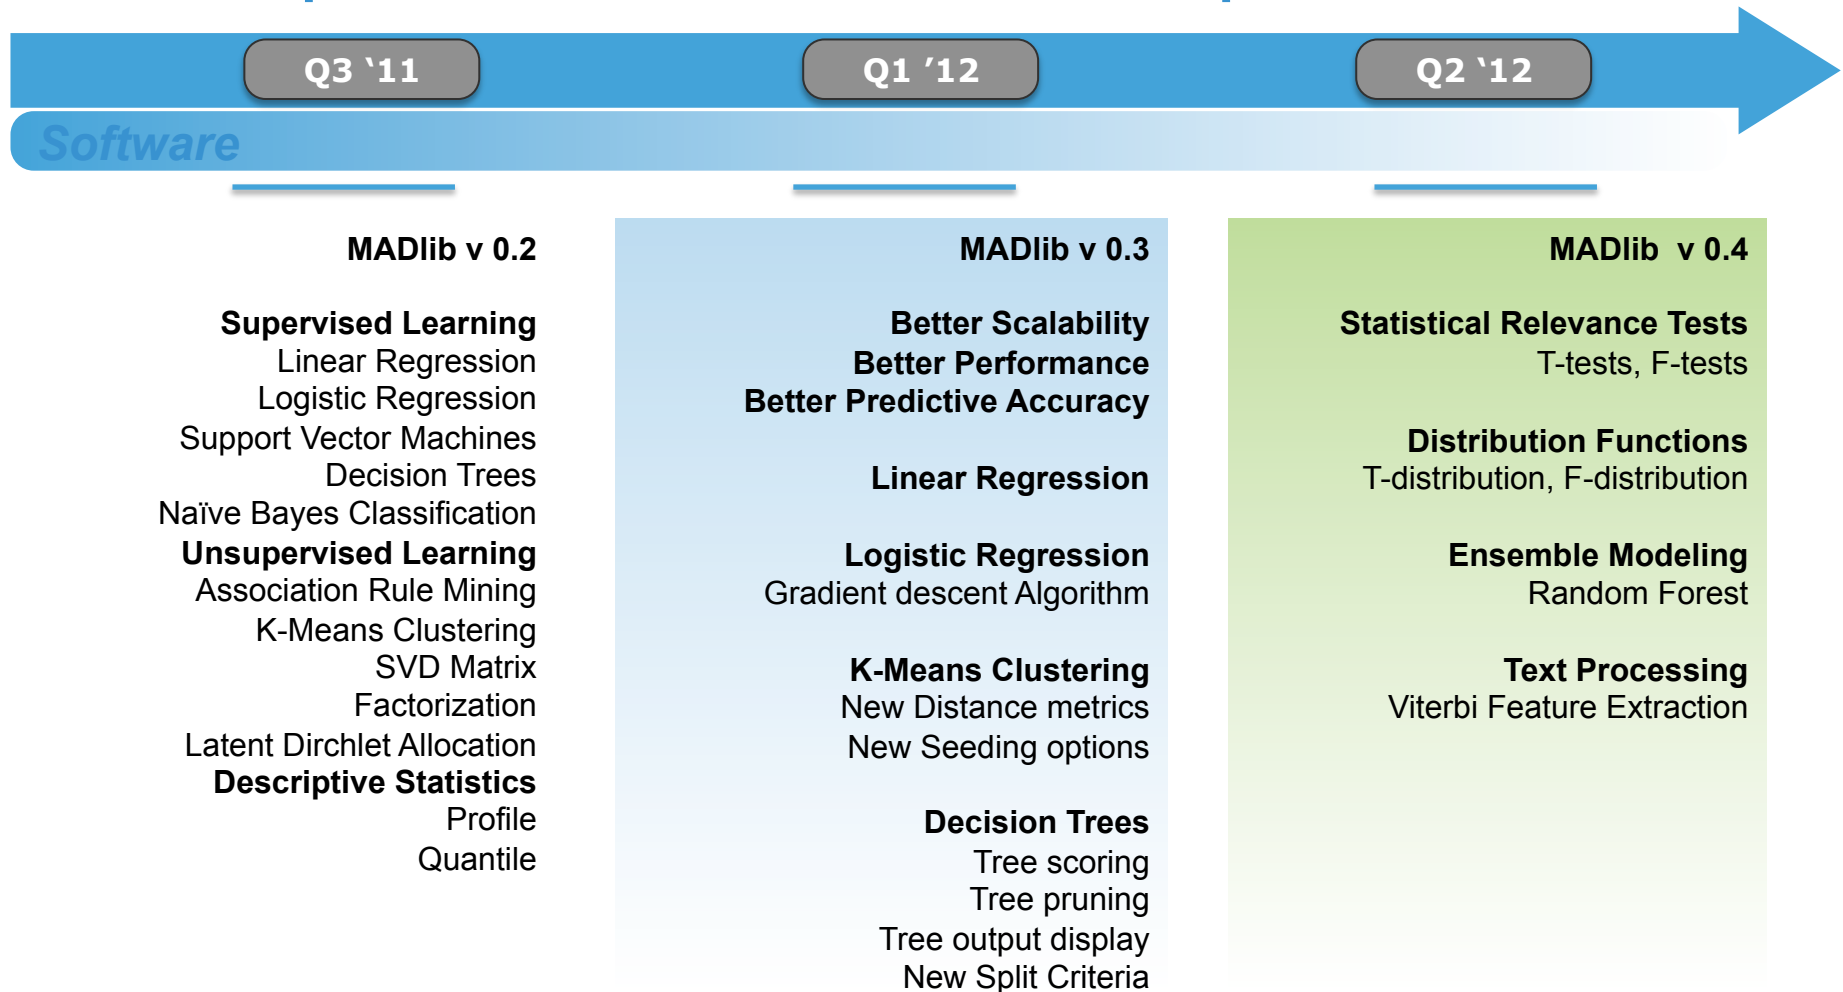 Q3 ‘11
Q1 ’12
Q2 ‘12
Software
MADlib v 0.2
Supervised Learning
Linear Regression
Logistic Regression
Support Vector Machines
Decision Trees
Naïve Bayes Classification
Unsupervised Learning
Association Rule Mining
K-Means Clustering
SVD Matrix
Factorization
Latent Dirchlet Allocation
Descriptive Statistics
Profile
Quantile
MADlib v 0.3
Better Scalability
Better Performance
Better Predictive Accuracy
Linear Regression
Logistic Regression
Gradient descent Algorithm
K-Means Clustering
New Distance metrics
New Seeding options
Decision Trees
Tree scoring
Tree pruning
Tree output display
New Split Criteria
MADlib v 0.4
Statistical Relevance Tests
T-tests, F-tests
Distribution Functions
T-distribution, F-distribution
Ensemble Modeling
Random Forest
Text Processing
Viterbi Feature Extraction